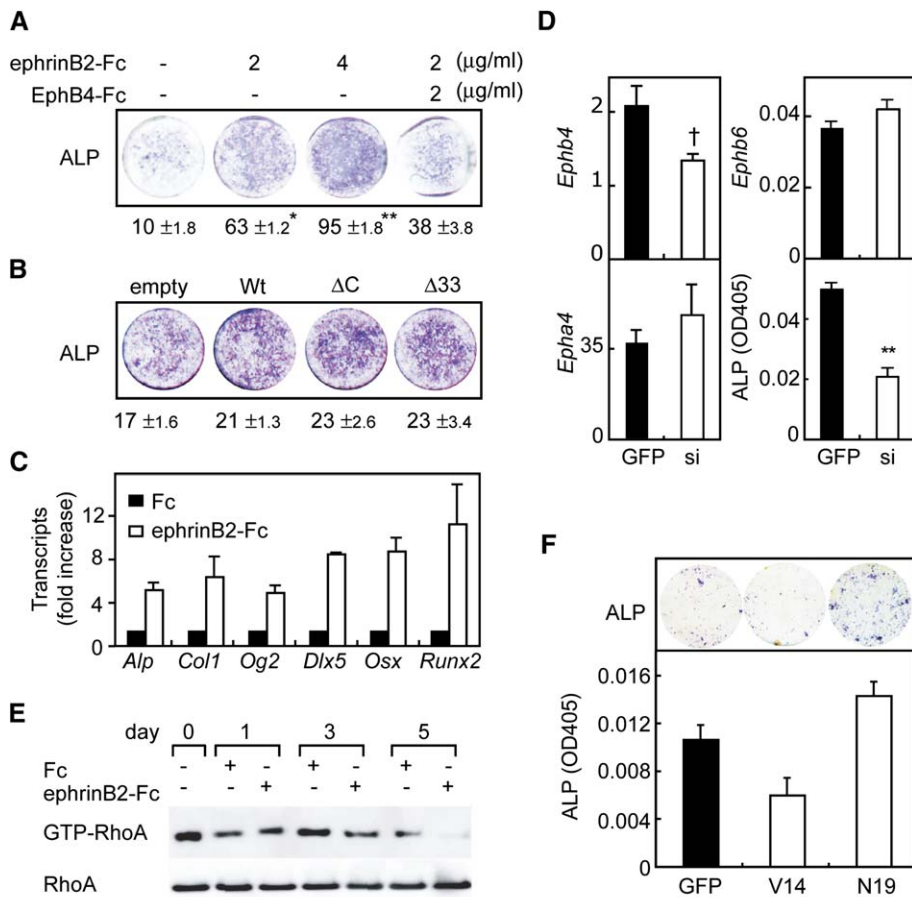 A
ephrinB2-Fc - 2 4 2 (μg/ml)
EphB4-Fc - - - 2 (μg/ml)
ALP
10 ±1.8 63 ±1.2* 95 ±1.8** 38 ±3.8
B
empty Wt ΔC Δ33
ALP
17 ±1.6 21 ±1.3 23 ±2.6 23 ±3.4
C
Transcripts
(fold increase)
12
8
4
0
Fc
ephrinB2-Fc
Alp Col1 Og2 Dlx5 Osx Runx2
D
Ephb4
2
1
0
†
Ephb6
0.04
0
Epha4
35
0
GFP si
ALP (OD405)
0.04
0.02
0
**
GFP si
E
day 0 1 3 5
Fc - + - + - + -
ephrinB2-Fc - - + - + - +
GTP-RhoA
RhoA
F
ALP
ALP (OD405)
0.016
0.012
0.008
0.004
0
GFP V14 N19